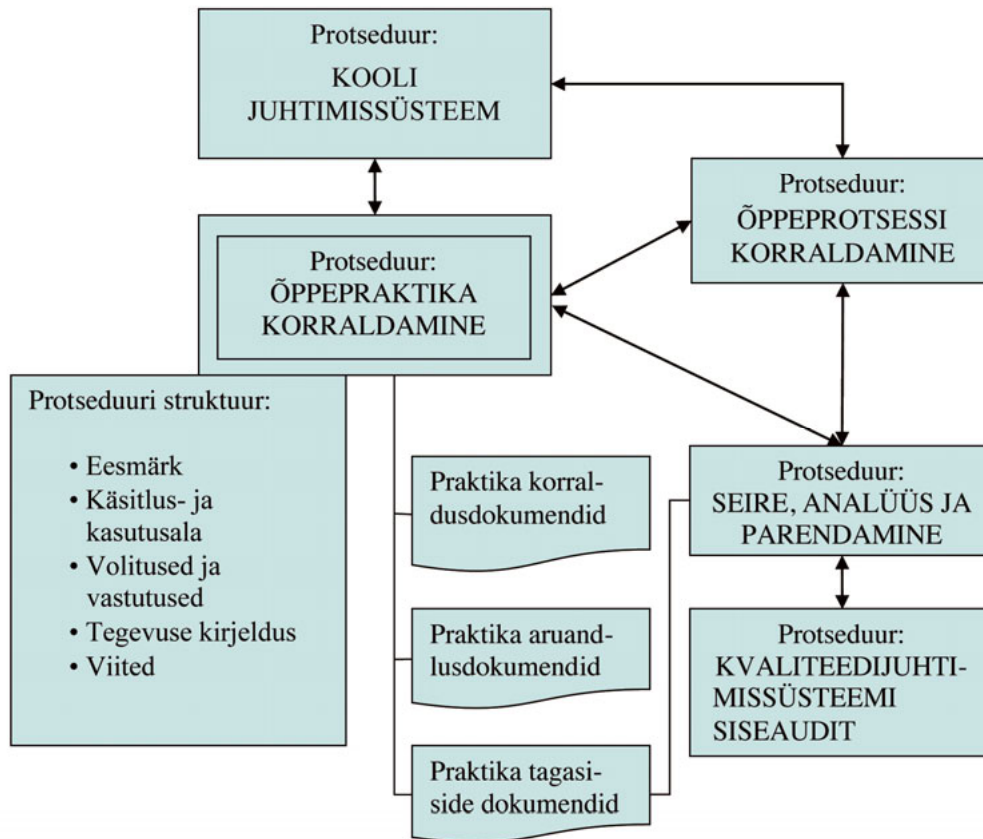 Protseduur:
KOOLI
JUHTIMISSÜSTEEM
Protseduur:
ÕPPEPROTSESSI
KORRALDAMINE
Protseduur:
ÕPPEPRAKTIKA
KORRALDAMINE
Protseduuri struktuur:
• Eesmärk
• Käsitlus- ja
kasutusala
• Volitused ja
vastutused
• Tegevuse kirjeldus
• Viited
Praktika korral-
dusdokumendid
Praktika aruand-
lusdokumendid
Praktika tagasi-
side dokumendid
Protseduur:
SEIRE, ANALÜÜS JA
PARENDAMINE
Protseduur:
KVALITEEDIJUHTI-
MISSÜSTEEMI
SISEAUDIT